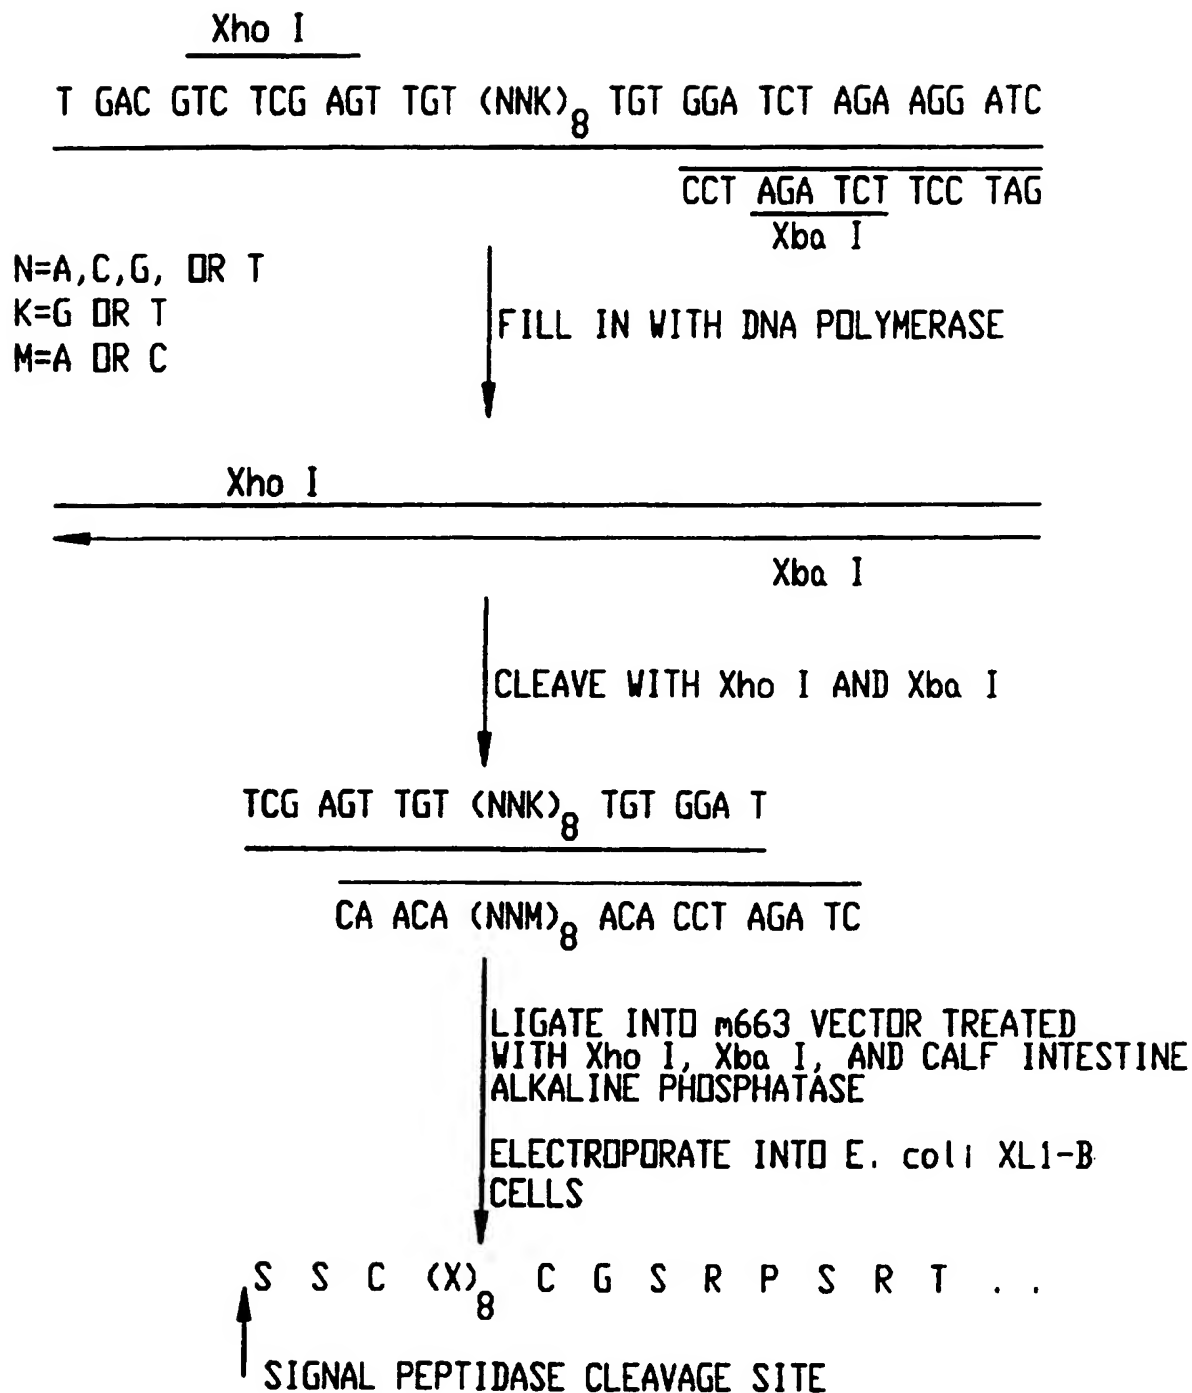 Xho I
T GAC GTC TCG AGT TGT (NNK)8 TGT GGA TCT AGA AGG ATC
CCT AGA TCT TCC TAG
Xba I
N=A,C,G, OR T
K=G OR T
M=A OR C
FILL IN WITH DNA POLYMERASE
Xho I
Xba I
CLEAVE WITH Xho I AND Xba I
TCG AGT TGT (NNK)8 TGT GGA T
CA ACA (NNM)8 ACA CCT AGA TC
LIGATE INTO m663 VECTOR TREATED
WITH Xho I, Xba I, AND CALF INTESTINE
ALKALINE PHOSPHATASE
ELECTROPORATE INTO E. coli XL1-B
CELLS
S S C (X)8 C G S R P S R T . .
SIGNAL PEPTIDASE CLEAVAGE SITE